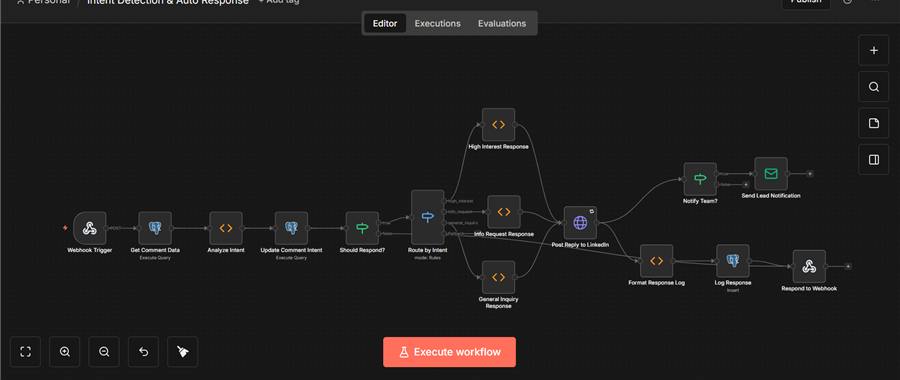 Personal / Intent Detection & Auto Response + Add tag
Publish
Editor
Executions
Evaluations
High Interest Response
Notify Team?
Send Lead Notification
POST
high_interest
Info Request Response
Post Reply to LinkedIn
Webhook Trigger
Get Comment Data
Execute Query
Analyze Intent
Update Comment Intent
Execute Query
Should Respond?
Route by Intent
mode: Rules
General Inquiry
Response
Format Response Log
Log Response
Insert
Respond to Webhook
Execute workflow